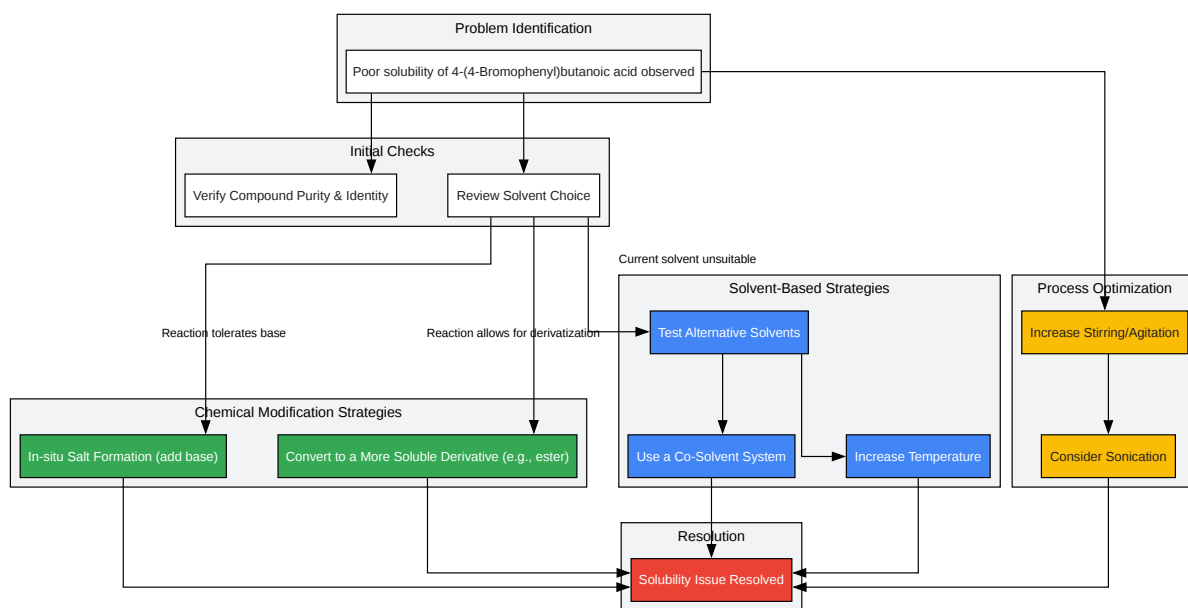 Problem Identification
Poor solubility of 4-(4-Bromophenyl)butanoic acid observed
Initial Checks
Verify Compound Purity & Identity
Review Solvent Choice
Current solvent unsuitable
Solvent-Based Strategies
Process Optimization
Reaction tolerates base
Reaction allows for derivatization
Test Alternative Solvents
Increase Stirring/Agitation
Chemical Modification Strategies
In-situ Salt Formation (add base)
Convert to a More Soluble Derivative (e.g., ester)
Use a Co-Solvent System
Increase Temperature
Consider Sonication
Resolution
Solubility Issue Resolved